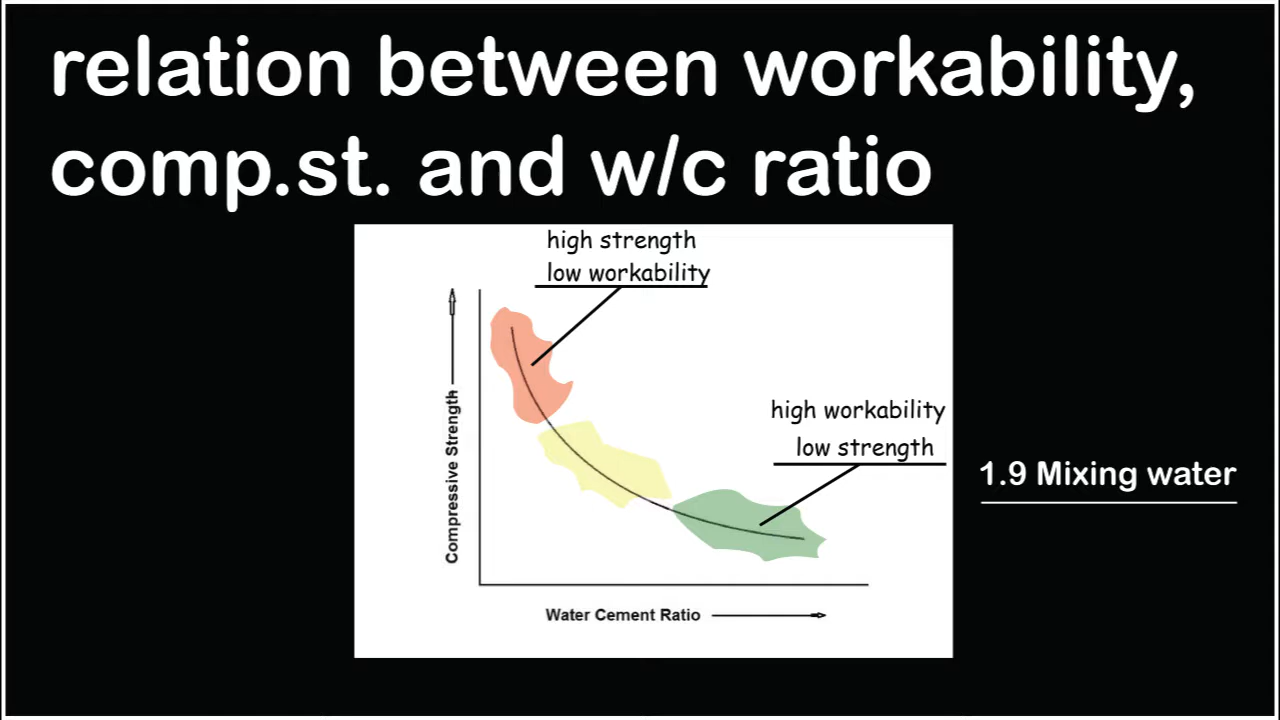 relation between workability,
comp.st. and w/c ratio
high strength
low workability
high workability
low strength
Compressive Strength
Water Cement Ratio
1.9 Mixing water